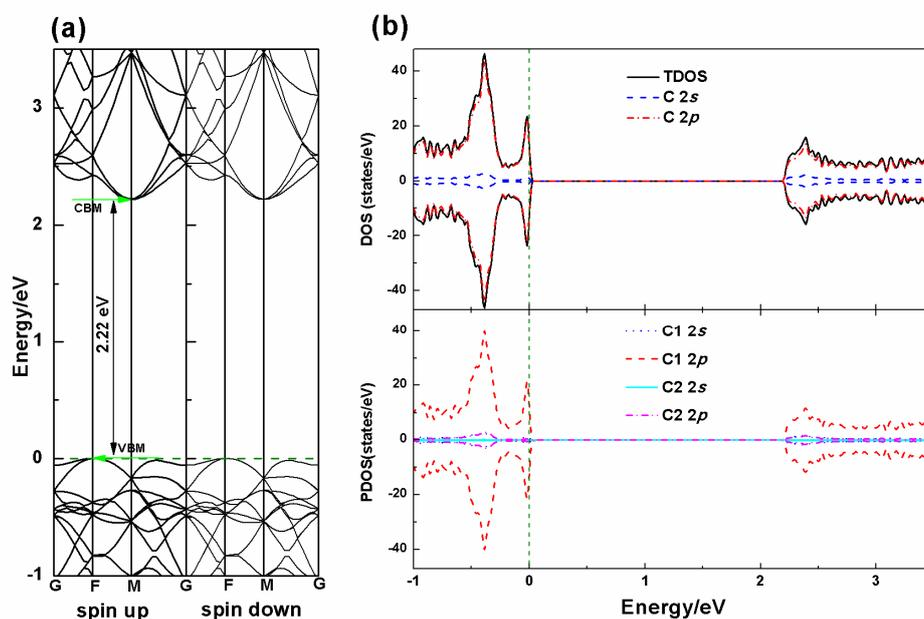 (a)
3
2
1
0
-1
Energy/eV
CBM
2.22 eV
VBM
G F M G F M G
spin up spin down
(b)
40
20
0
-20
-40
DOS (states/eV)
TDOS
C 2s
C 2p
40
20
0
-20
-40
PDOS(states/eV)
C1 2s
C1 2p
C2 2s
C2 2p
-1 0 1 2 3
Energy/eV